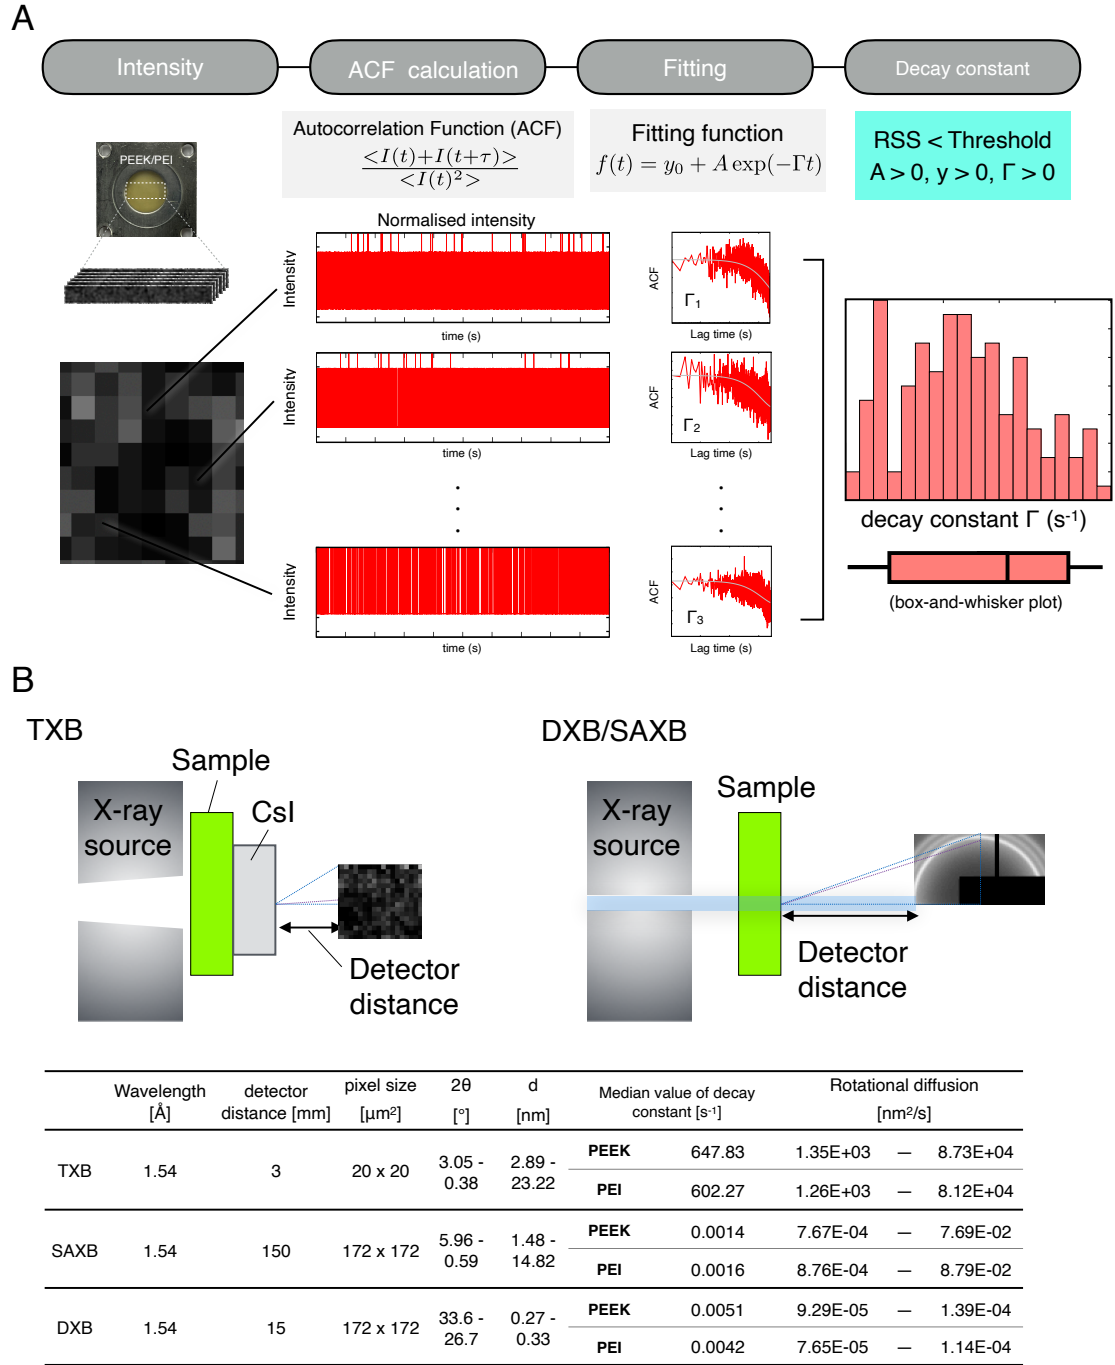 A
Intensity
ACF calculation
Fitting
Decay constant
PEEK/PEI
Autocorrelation Function (ACF)
<I(t)+I(t+τ)>
<I(t)²>
Fitting function
f(t) = y₀ + A exp(−Γt)
RSS < Threshold
A > 0, y > 0, Γ > 0
Normalised intensity
Intensity
time (s)
ACF
Γ₁
Lag time (s)
Intensity
time (s)
ACF
Γ₂
Lag time (s)
Intensity
time (s)
ACF
Γ₃
Lag time (s)
decay constant Γ (s⁻¹)
(box-and-whisker plot)
B
TXB
Sample
X-ray
source
CsI
Detector
distance
DXB/SAXB
X-ray
source
Sample
Detector
distance
Wavelength [Å] detector distance [mm] pixel size [µm²] 2θ [°] d [nm] Median value of decay constant [s⁻¹] Rotational diffusion [nm²/s]
TXB 1.54 3 20 x 20 3.05 - 0.38 2.89 - 23.22 PEEK 647.83 1.35E+03 — 8.73E+04
PEI 602.27 1.26E+03 — 8.12E+04
SAXB 1.54 150 172 x 172 5.96 - 0.59 1.48 - 14.82 PEEK 0.0014 7.67E-04 — 7.69E-02
PEI 0.0016 8.76E-04 — 8.79E-02
DXB 1.54 15 172 x 172 33.6 - 26.7 0.27 - 0.33 PEEK 0.0051 9.29E-05 — 1.39E-04
PEI 0.0042 7.65E-05 — 1.14E-04